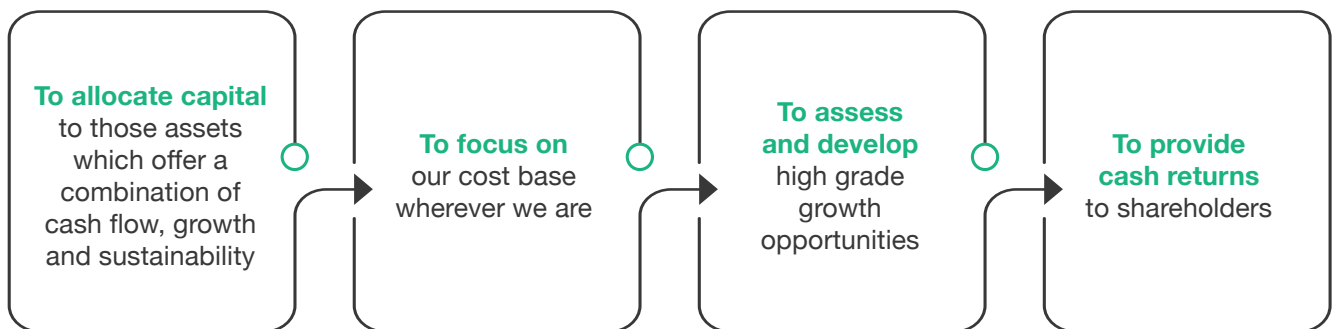 To allocate capital
to those assets
which offer a
combination of
cash flow, growth
and sustainability
To focus on
our cost base
wherever we are
To assess
and develop
high grade
growth
opportunities
To provide
cash returns
to shareholders